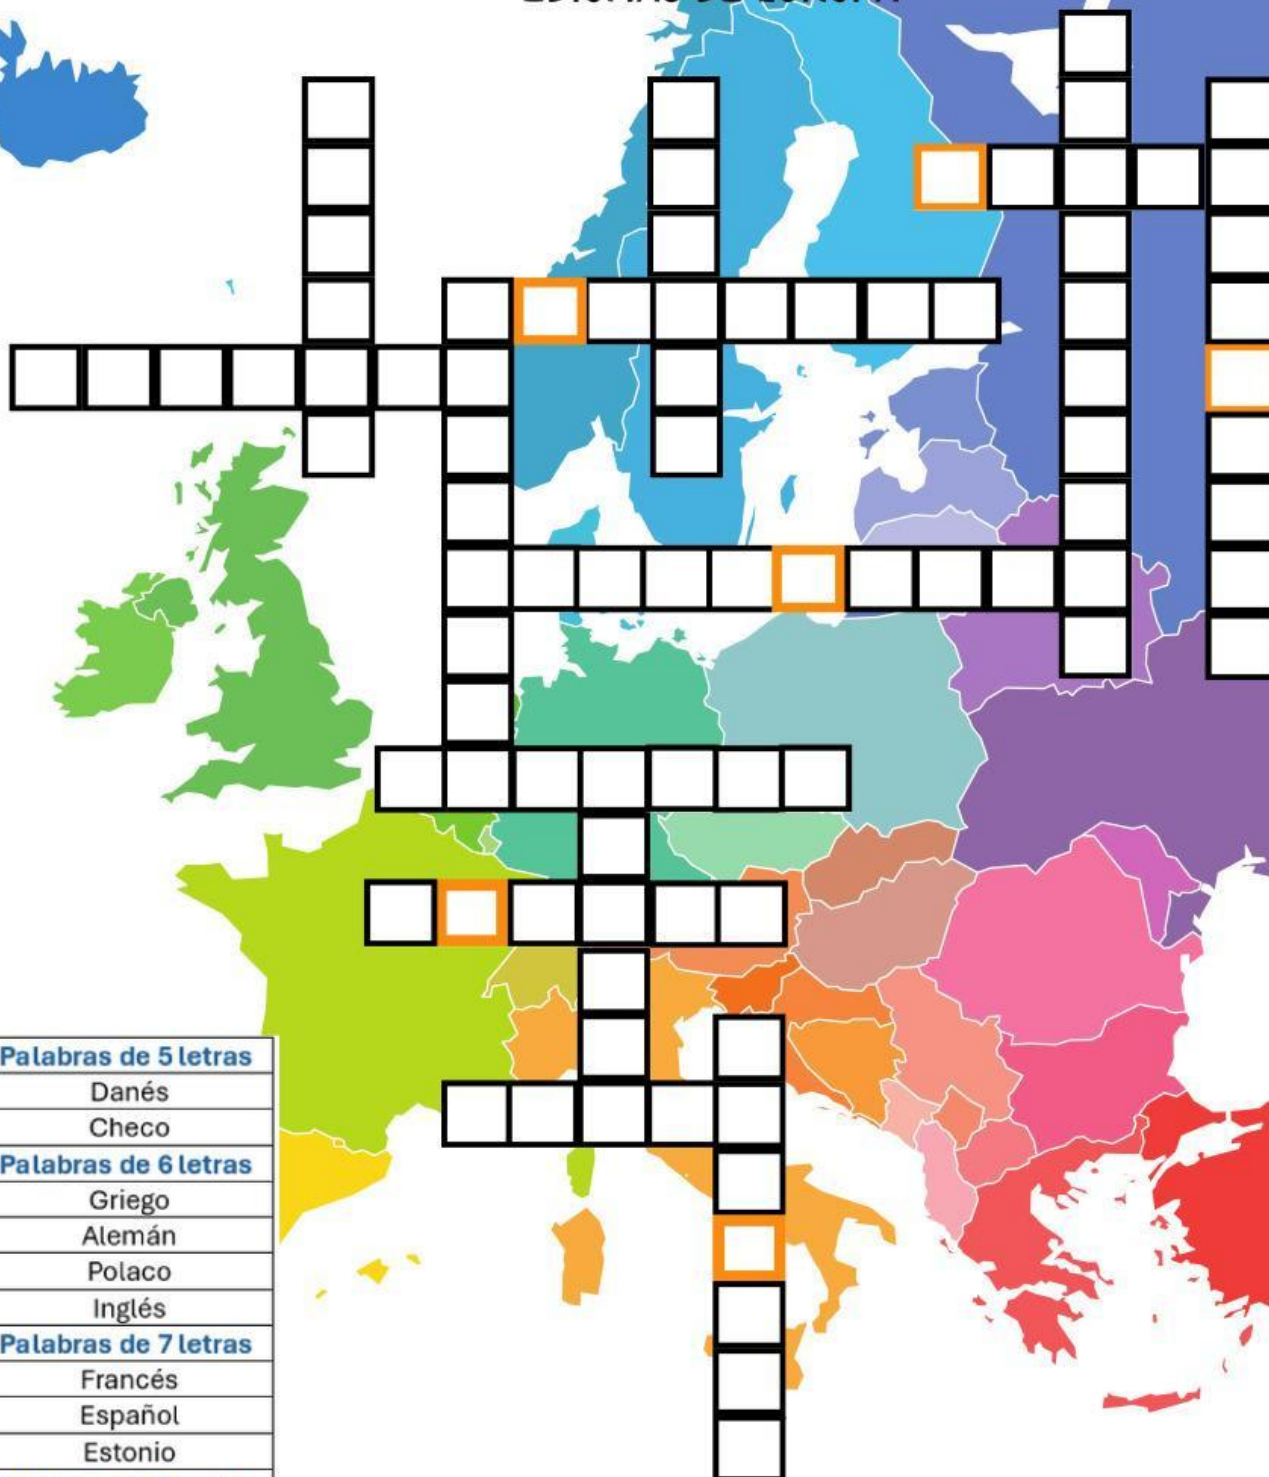 Palabras de 5 letras
Danés
Checo
Palabras de 6 letras
Griego
Alemán
Polaco
Inglés
Palabras de 7 letras
Francés
Español
Estonio